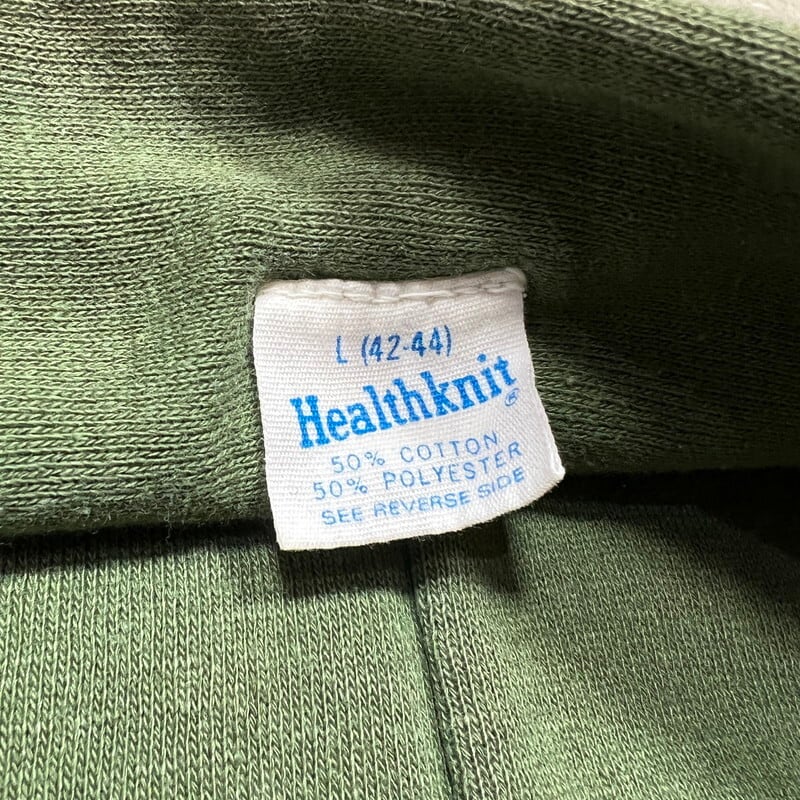 L (42-44)
Healthknit®
50% COTTON
50% POLYESTER
SEE REVERSE SIDE